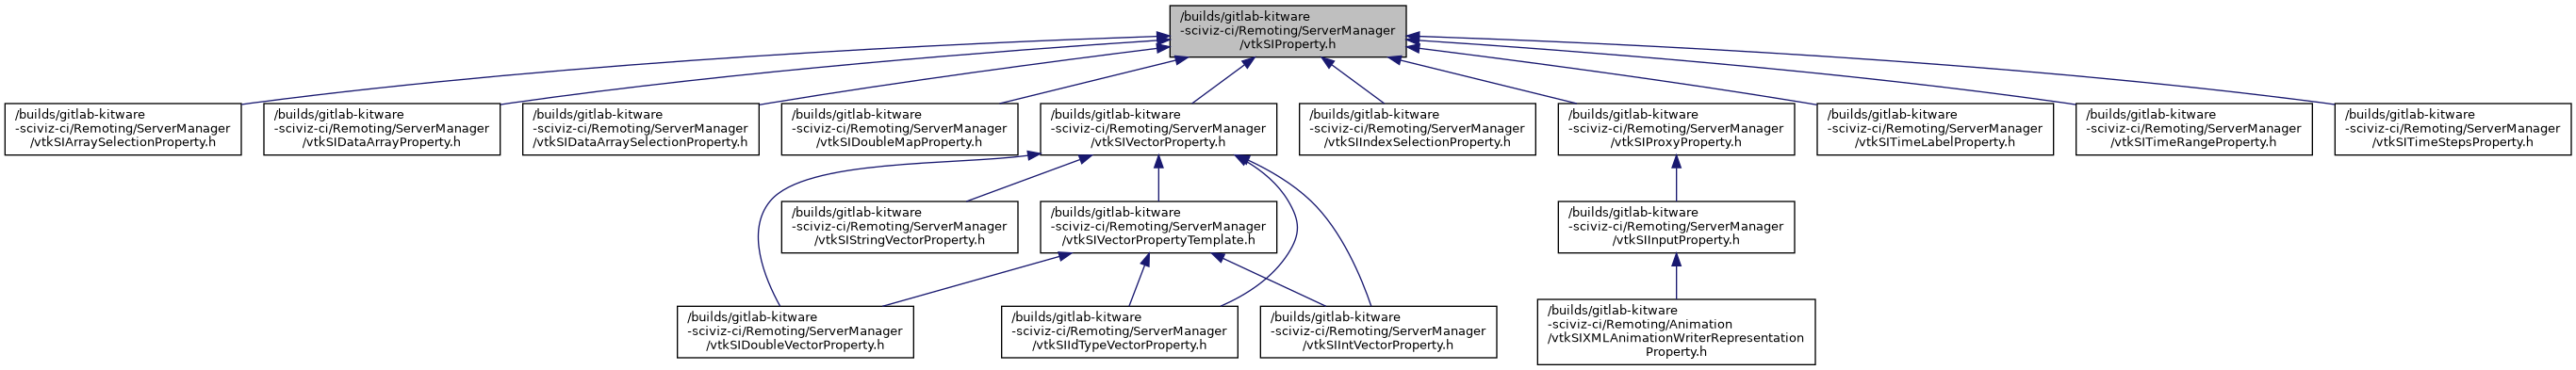 /builds/gitlab-kitware
-sciviz-ci/Remoting/ServerManager
/vtkSIProperty.h
/builds/gitlab-kitware
-sciviz-ci/Remoting/ServerManager
/vtkSIArraySelectionProperty.h
/builds/gitlab-kitware
-sciviz-ci/Remoting/ServerManager
/vtkSIDataArrayProperty.h
/builds/gitlab-kitware
-sciviz-ci/Remoting/ServerManager
/vtkSIDataArraySelectionProperty.h
/builds/gitlab-kitware
-sciviz-ci/Remoting/ServerManager
/vtkSIDoubleMapProperty.h
/builds/gitlab-kitware
-sciviz-ci/Remoting/ServerManager
/vtkSIVectorProperty.h
/builds/gitlab-kitware
-sciviz-ci/Remoting/ServerManager
/vtkSIIndexSelectionProperty.h
/builds/gitlab-kitware
-sciviz-ci/Remoting/ServerManager
/vtkSIProxyProperty.h
/builds/gitlab-kitware
-sciviz-ci/Remoting/ServerManager
/vtkSITimeLabelProperty.h
/builds/gitlab-kitware
-sciviz-ci/Remoting/ServerManager
/vtkSITimeRangeProperty.h
/builds/gitlab-kitware
-sciviz-ci/Remoting/ServerManager
/vtkSITimeStepsProperty.h
/builds/gitlab-kitware
-sciviz-ci/Remoting/ServerManager
/vtkSIStringVectorProperty.h
/builds/gitlab-kitware
-sciviz-ci/Remoting/ServerManager
/vtkSIVectorPropertyTemplate.h
/builds/gitlab-kitware
-sciviz-ci/Remoting/ServerManager
/vtkSIInputProperty.h
/builds/gitlab-kitware
-sciviz-ci/Remoting/ServerManager
/vtkSIDoubleVectorProperty.h
/builds/gitlab-kitware
-sciviz-ci/Remoting/ServerManager
/vtkSIIdTypeVectorProperty.h
/builds/gitlab-kitware
-sciviz-ci/Remoting/ServerManager
/vtkSIIntVectorProperty.h
/builds/gitlab-kitware
-sciviz-ci/Remoting/Animation
/vtkSIXMLAnimationWriterRepresentation
Property.h